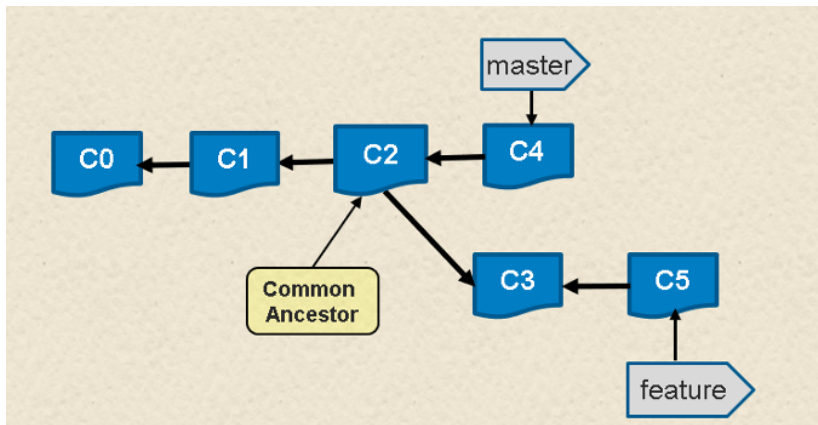 master
C0
C1
C2
C4
Common
Ancestor
C3
C5
feature